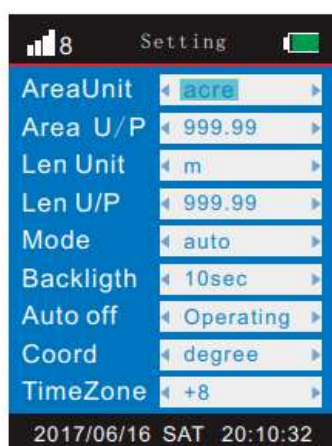 8 Setting
AreaUnit acre
Area U/P 999.99
Len Unit m
Len U/P 999.99
Mode auto
Backligth 10sec
Auto off Operating
Coord degree
TimeZone +8
2017/06/16 SAT 20:10:32